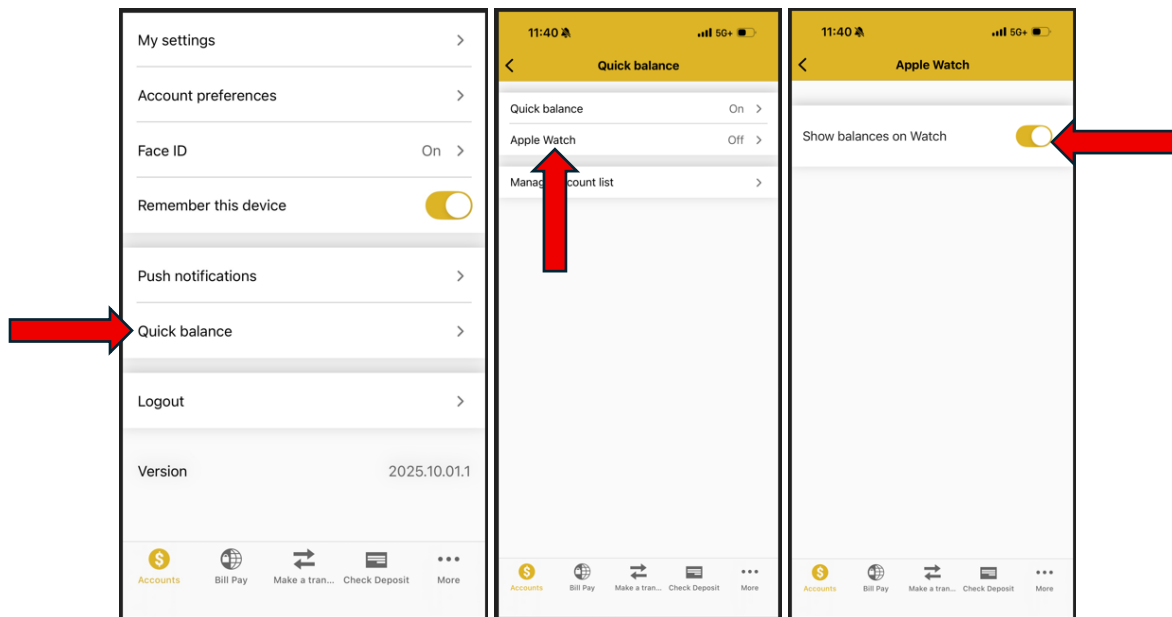 My settings
Account preferences
Face ID On
Remember this device
Push notifications
Quick balance
Logout
Version 2025.10.01.1
Accounts Bill Pay Make a tran... Check Deposit More
11:40 5G+
Quick balance
Quick balance On
Apple Watch Off
count list
Accounts Bill Pay Make a tran... Check Deposit More
11:40 5G+
Apple Watch
Show balances on Watch
Accounts Bill Pay Make a tran... Check Deposit More